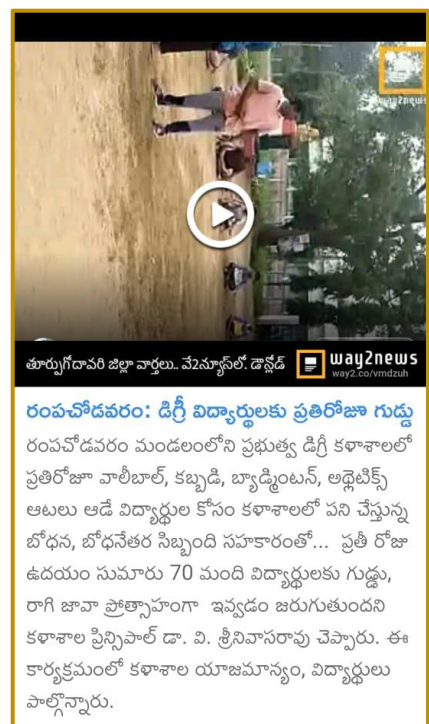 way2news
తూర్పుగోదావరి జిల్లా వార్తలు.. వే2న్యూస్‌లో. డౌన్లోడ్
way2news
way2.co/vmdzuh
రంపచోడవరం: డిగ్రీ విద్యార్థులకు ప్రతిరోజూ గుడ్డు
రంపచోడవరం మండలంలోని ప్రభుత్వ డిగ్రీ కళాశాలలో
ప్రతిరోజూ వాలీబాల్, కబ్బడి, బ్యాడ్మింటన్, అథ్లెటిక్స్
ఆటలు ఆడే విద్యార్థుల కోసం కళాశాలలో పని చేస్తున్న
బోధన, బోధనేతర సిబ్బంది సహకారంతో... ప్రతీ రోజు
ఉదయం సుమారు 70 మంది విద్యార్థులకు గుడ్డు,
రాగి జావా ప్రోత్సాహంగా ఇవ్వడం జరుగుతుందని
కళాశాల ప్రిన్సిపాల్ డా. వి. శ్రీనివాసరావు చెప్పారు. ఈ
కార్యక్రమంలో కళాశాల యాజమాన్యం, విద్యార్థులు
పాల్గొన్నారు.